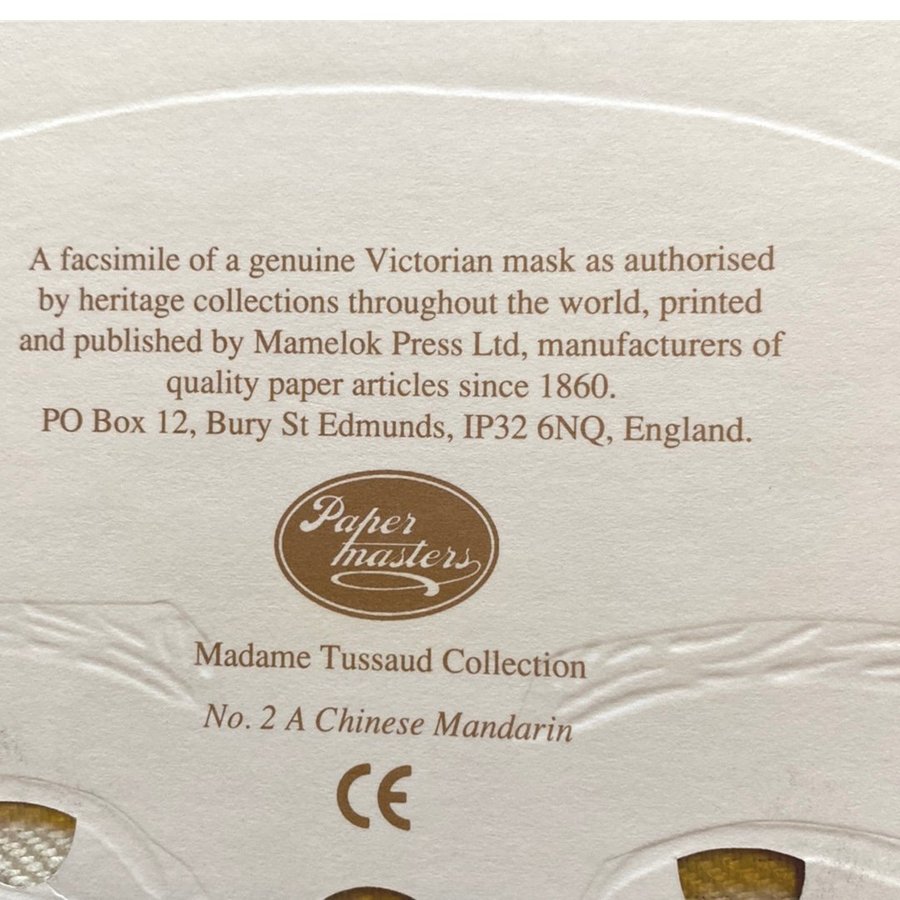 A facsimile of a genuine Victorian mask as authorised
by heritage collections throughout the world, printed
and published by Mamelok Press Ltd, manufacturers of
quality paper articles since 1860.
PO Box 12, Bury St Edmunds, IP32 6NQ, England.
Paper
masters
Madame Tussaud Collection
No. 2 A Chinese Mandarin
CE